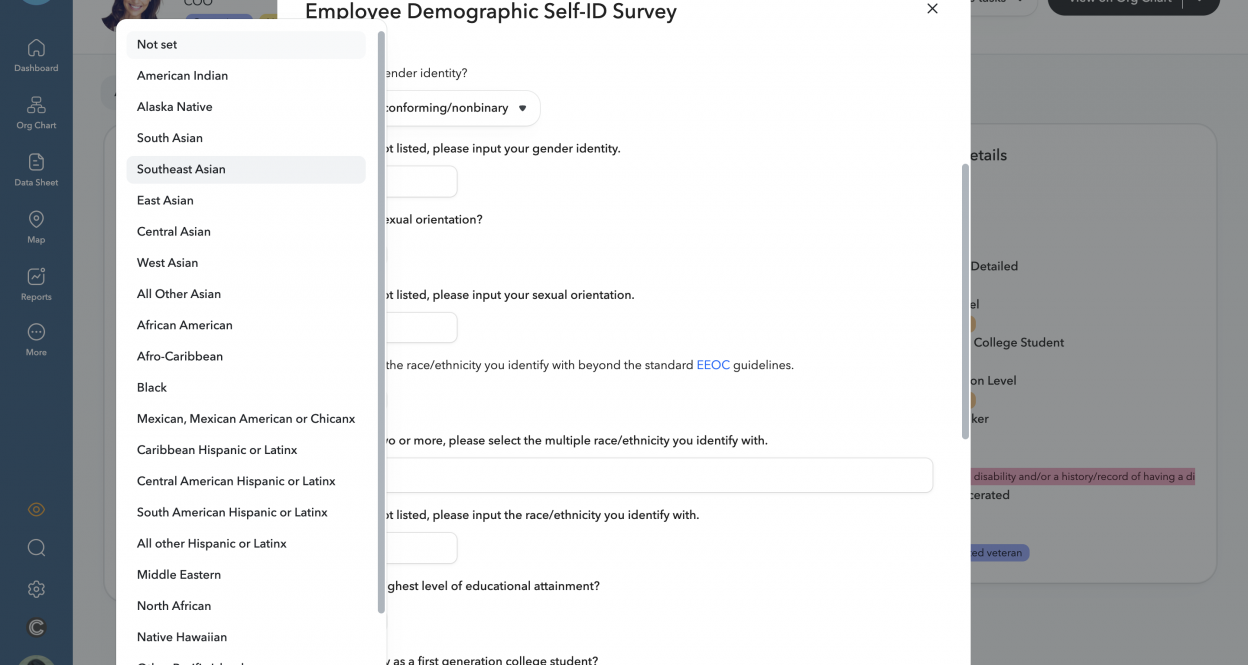 COO
Employee Demographic Self-ID Survey
View on Org Chart
Dashboard
Org Chart
Data Sheet
Map
Reports
More
Not set
American Indian
Alaska Native
South Asian
Southeast Asian
East Asian
Central Asian
West Asian
All Other Asian
African American
Afro-Caribbean
Black
Mexican, Mexican American or Chicanx
Caribbean Hispanic or Latinx
Central American Hispanic or Latinx
South American Hispanic or Latinx
All other Hispanic or Latinx
Middle Eastern
North African
Native Hawaiian
ender identity?
conforming/nonbinary
ot listed, please input your gender identity.
exual orientation?
ot listed, please input your sexual orientation.
the race/ethnicity you identify with beyond the standard EEOC guidelines.
vo or more, please select the multiple race/ethnicity you identify with.
ot listed, please input the race/ethnicity you identify with.
ghest level of educational attainment?
y as a first generation college student?
etails
Detailed
el
College Student
on Level
ker
disability and/or a history/record of having a di
cerated
ed veteran